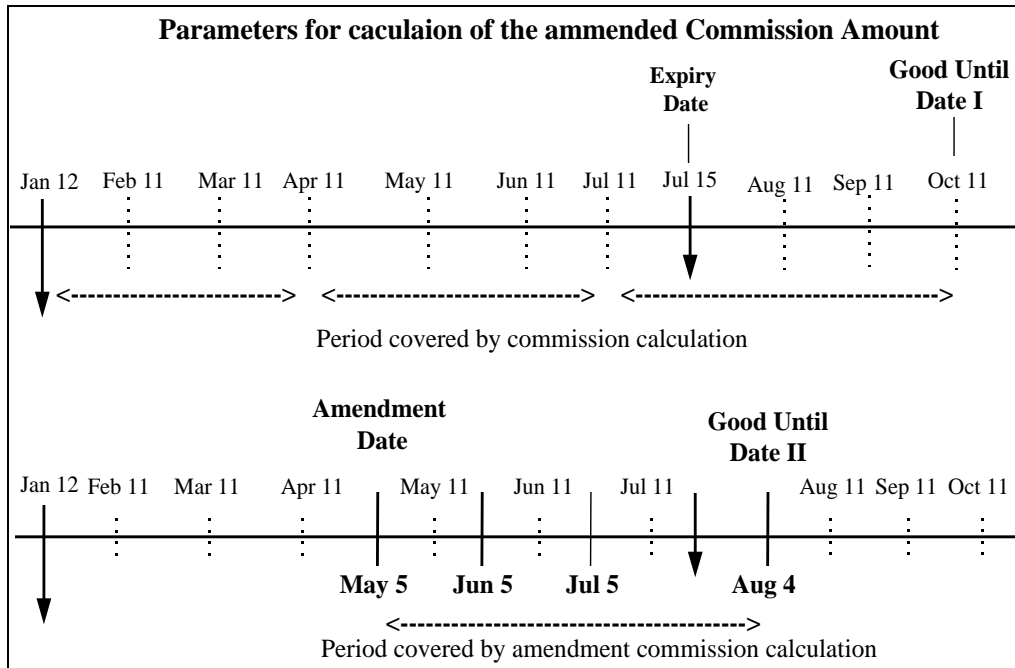 Parameters for caculaion of the ammended Commission Amount
Expiry
Date
Good Until
Date I
Jan 12 Feb 11 Mar 11 Apr 11 May 11 Jun 11 Jul 11 Jul 15 Aug 11 Sep 11 Oct 11
Period covered by commission calculation
Amendment
Date
Good Until
Date II
Jan 12 Feb 11 Mar 11 Apr 11 May 11 Jun 11 Jul 11 Aug 11 Sep 11 Oct 11
May 5 Jun 5 Jul 5 Aug 4
Period covered by amendment commission calculation